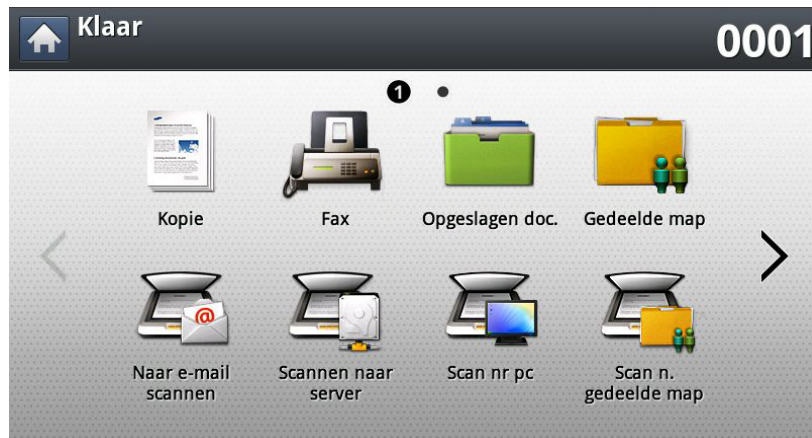 Klaar
0001
1
Kopie
Fax
Opgeslagen doc.
Gedeelde map
@
Naar e-mail
scannen
Scannen naar
server
Scan nr pc
Scan n.
gedeelde map